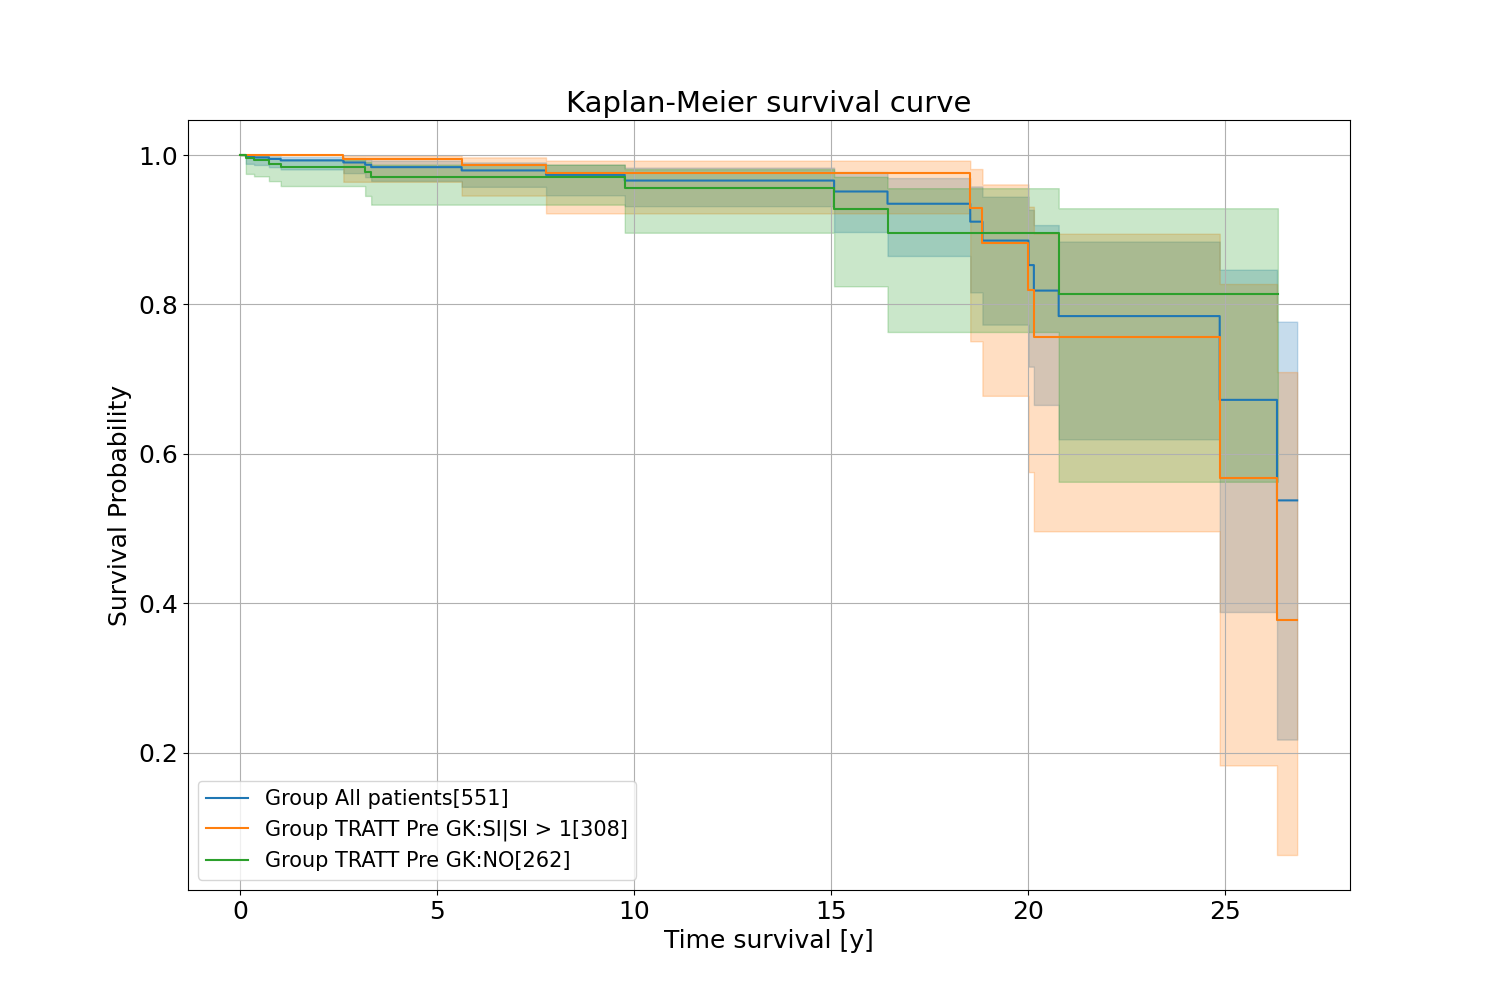 Kaplan-Meier survival curve
1.0
0.8
0.6
0.4
0.2
Survival Probability
Group All patients[551]
Group TRATT Pre GK:SI|SI > 1[308]
Group TRATT Pre GK:NO[262]
0 5 10 15 20 25
Time survival [y]